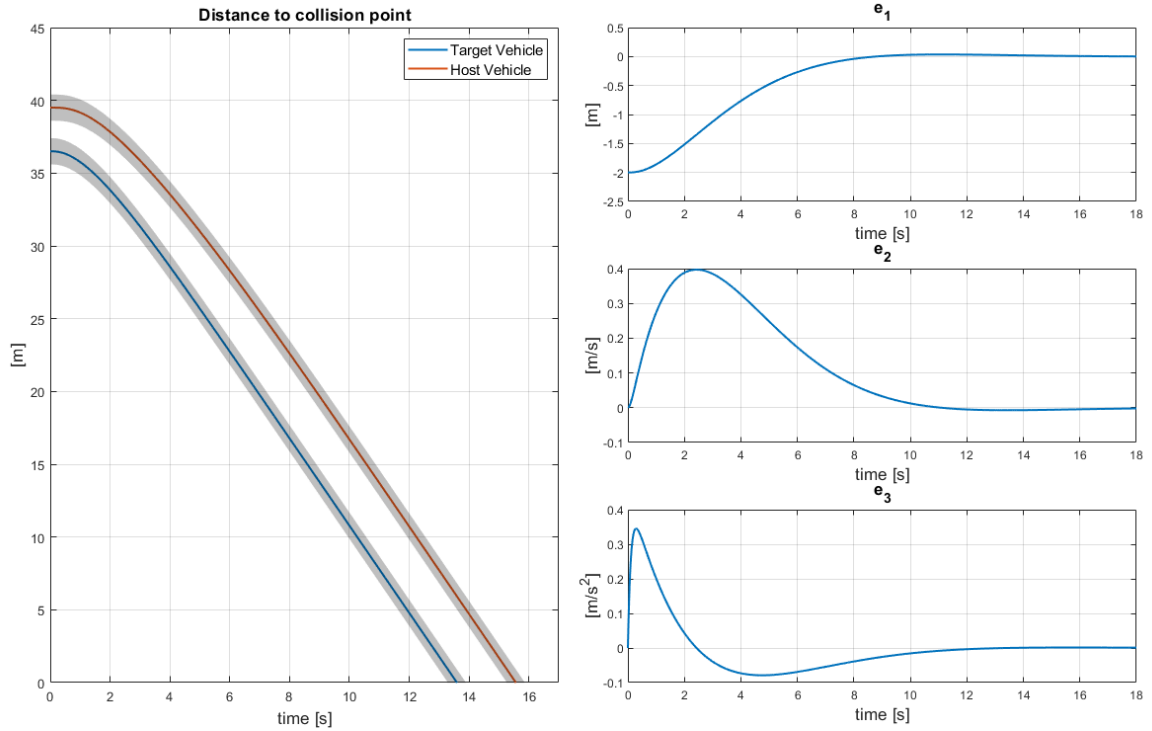 Distance to collision point
45
40
35
30
25
20
15
10
5
0
[m]
0 2 4 6 8 10 12 14 16
time [s]
Target Vehicle
Host Vehicle
e1
0.5
0
-0.5
-1
-1.5
-2
-2.5
[m]
0 2 4 6 8 10 12 14 16 18
time [s]
e2
0.4
0.3
0.2
0.1
0
-0.1
[m/s]
0 2 4 6 8 10 12 14 16 18
time [s]
e3
0.4
0.3
0.2
0.1
0
-0.1
[m/s²]
0 2 4 6 8 10 12 14 16 18
time [s]